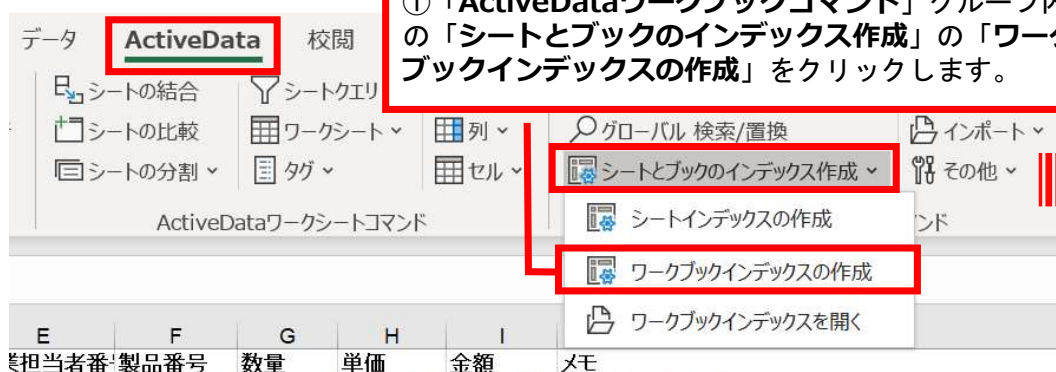 ①「ActiveDataワークブックコマンド」グループ内
の「シートとブックのインデックス作成」の「ワーク
ブックインデックスの作成」をクリックします。
データ ActiveData 校閲
シートの結合 シートクエリ
シートの比較 ワークシート 列 グローバル 検索/置換 インポート
シートの分割 タグ セル シートとブックのインデックス作成 その他
ActiveDataワークシートコマンド ンド
シートインデックスの作成
ワークブックインデックスの作成
ワークブックインデックスを開く
E F G H I
担当者番 製品番号 数量 単価 金額 メモ